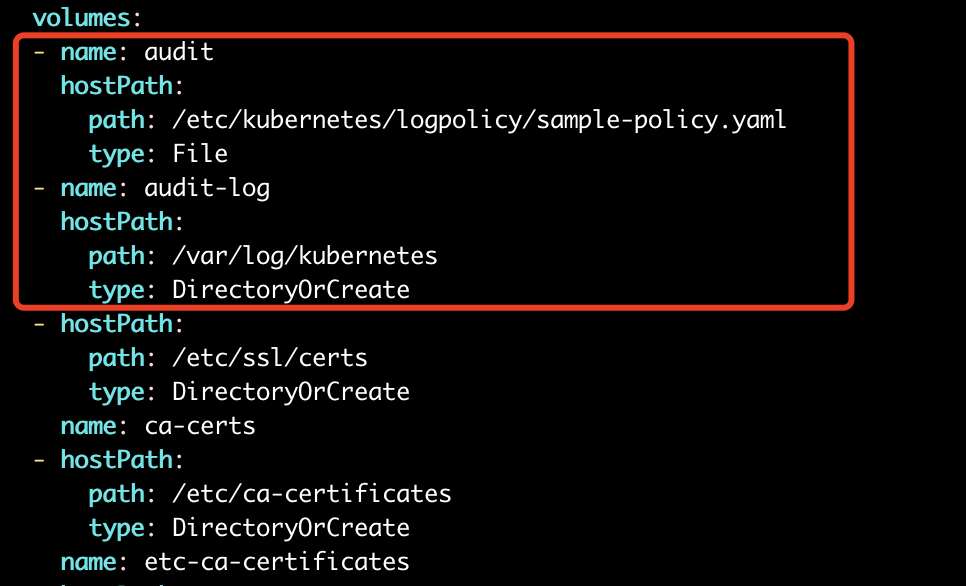 volumes:
- name: audit
  hostPath:
    path: /etc/kubernetes/logpolicy/sample-policy.yaml
    type: File
- name: audit-log
  hostPath:
    path: /var/log/kubernetes
    type: DirectoryOrCreate
- hostPath:
    path: /etc/ssl/certs
    type: DirectoryOrCreate
  name: ca-certs
- hostPath:
    path: /etc/ca-certificates
    type: DirectoryOrCreate
  name: etc-ca-certificates